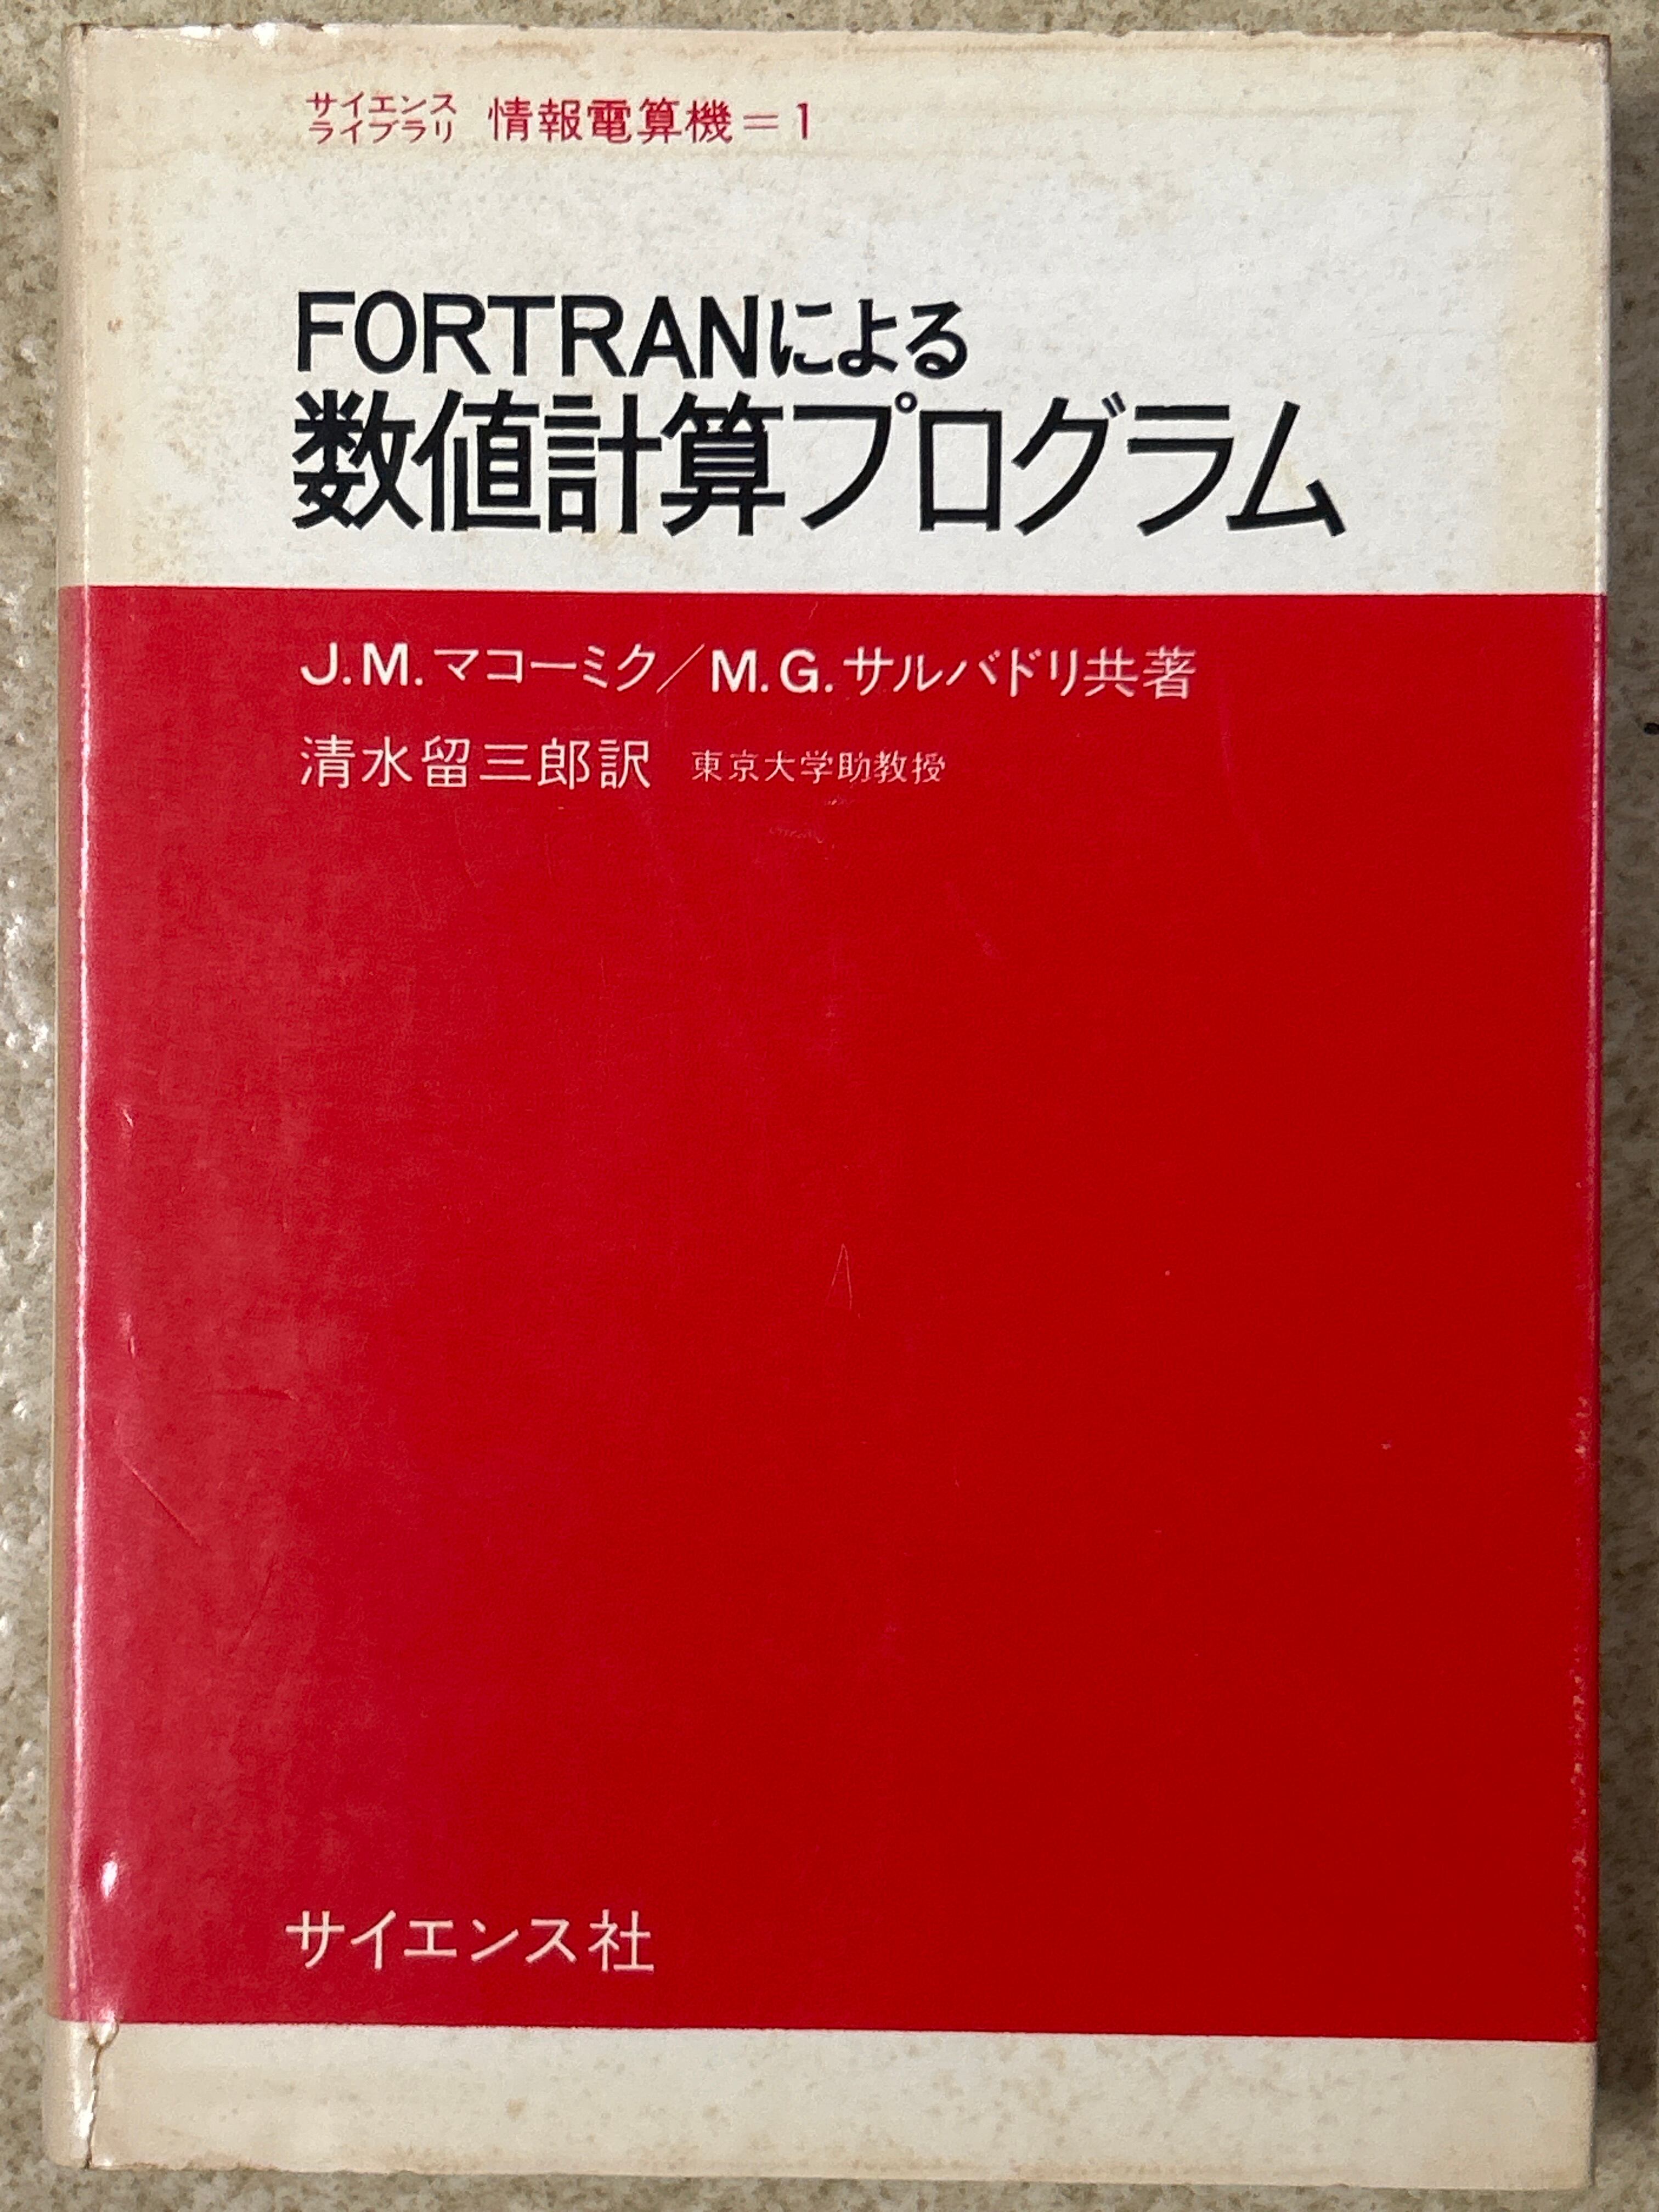 サイエンス
ライブラリ 情報電算機=1
FORTRANによる
数値計算プログラム
J.M.マコーミク/M.G.サルバドリ共著
清水留三郎訳 東京大学助教授
サイエンス社